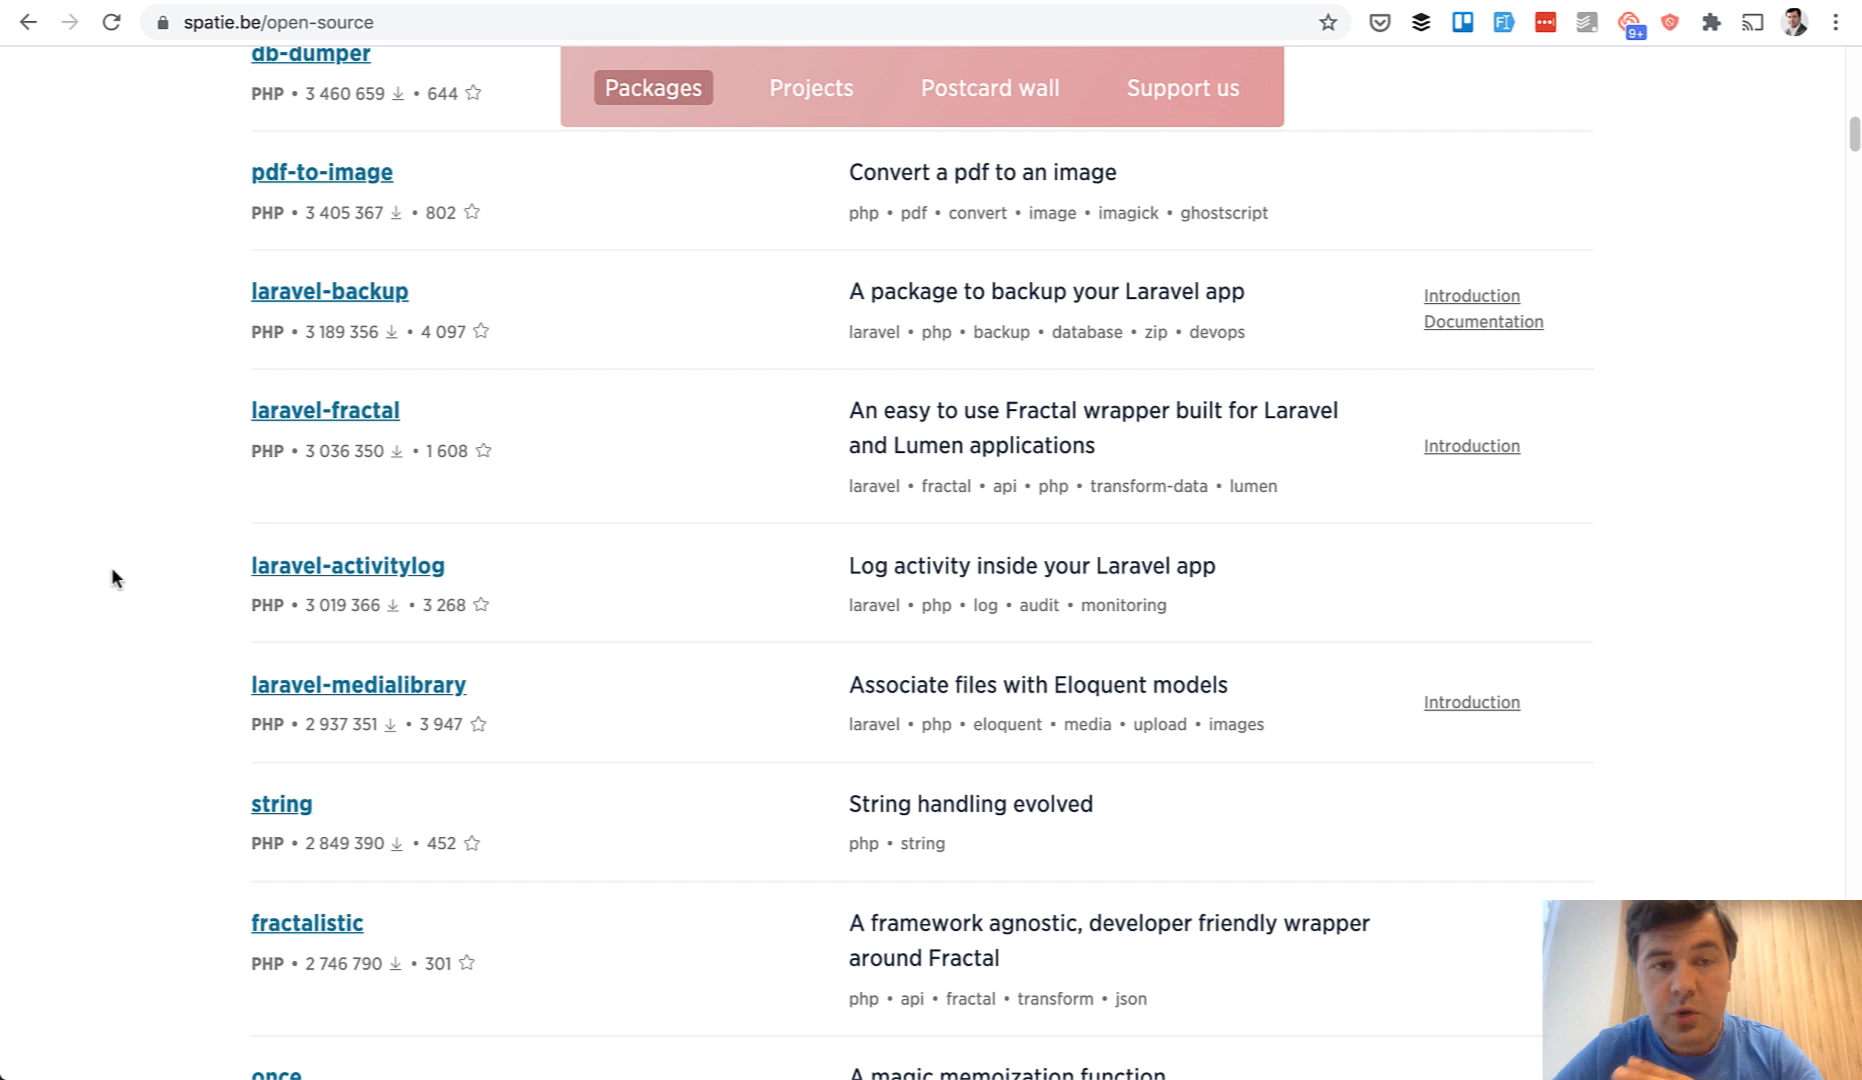 spatie.be/open-source
9+
db-dumper
PHP • 3 460 659 • 644
Packages
Projects
Postcard wall
Support us
pdf-to-image
PHP • 3 405 367 • 802
Convert a pdf to an image
php • pdf • convert • image • imagick • ghostscript
laravel-backup
PHP • 3 189 356 • 4 097
A package to backup your Laravel app
laravel • php • backup • database • zip • devops
Introduction
Documentation
laravel-fractal
PHP • 3 036 350 • 1 608
An easy to use Fractal wrapper built for Laravel
and Lumen applications
laravel • fractal • api • php • transform-data • lumen
Introduction
laravel-activitylog
PHP • 3 019 366 • 3 268
Log activity inside your Laravel app
laravel • php • log • audit • monitoring
laravel-medialibrary
PHP • 2 937 351 • 3 947
Associate files with Eloquent models
laravel • php • eloquent • media • upload • images
Introduction
string
PHP • 2 849 390 • 452
String handling evolved
php • string
fractalistic
PHP • 2 746 790 • 301
A framework agnostic, developer friendly wrapper
around Fractal
php • api • fractal • transform • json
once
A magic memoization function